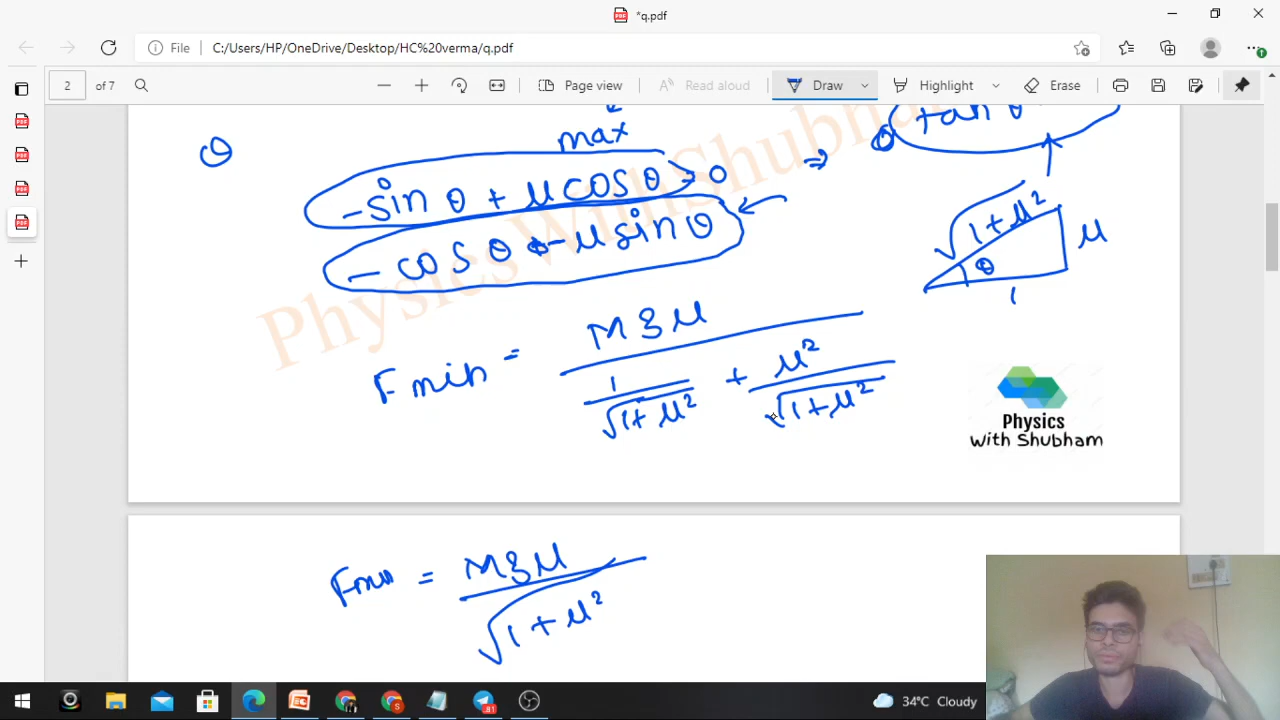 *q.pdf
File C:/Users/HP/OneDrive/Desktop/HC%20verma/q.pdf
2 of 7 Page view Read aloud Draw Highlight Erase
max
θ
tan θ
-sin θ + μ cos θ = 0 ⇒
- cos θ - μ sin θ
√1+μ²
μ
θ
1
F min = Mgμ / 1/√1+μ² + μ²/√1+μ²
Physics
With Shubham
Physics WithShubham
Fmin = Mgμ / √1+μ²
81
34°C Cloudy